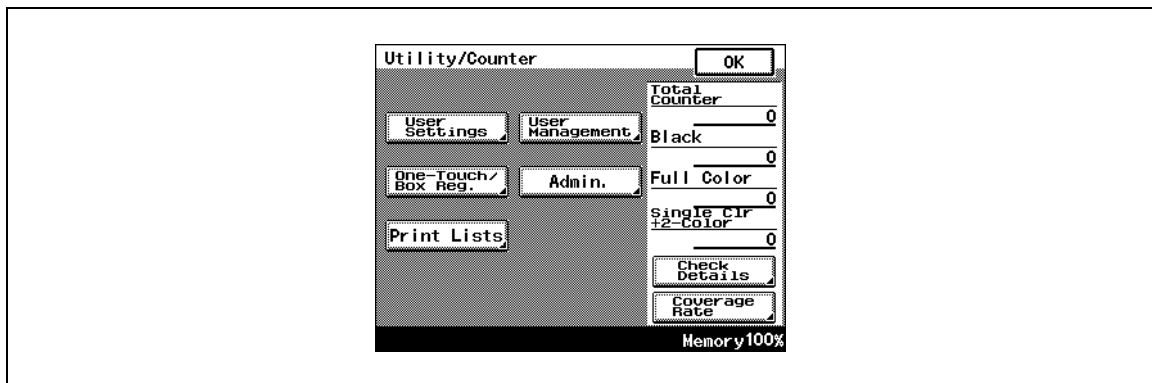 Utility/Counter
OK
User
Settings
User
Management
One-Touch/
Box Reg.
Admin.
Print Lists
Total
Counter
0
Black
0
Full Color
0
Single Clr
+2-Color
0
Check
Details
Coverage
Rate
Memory100%